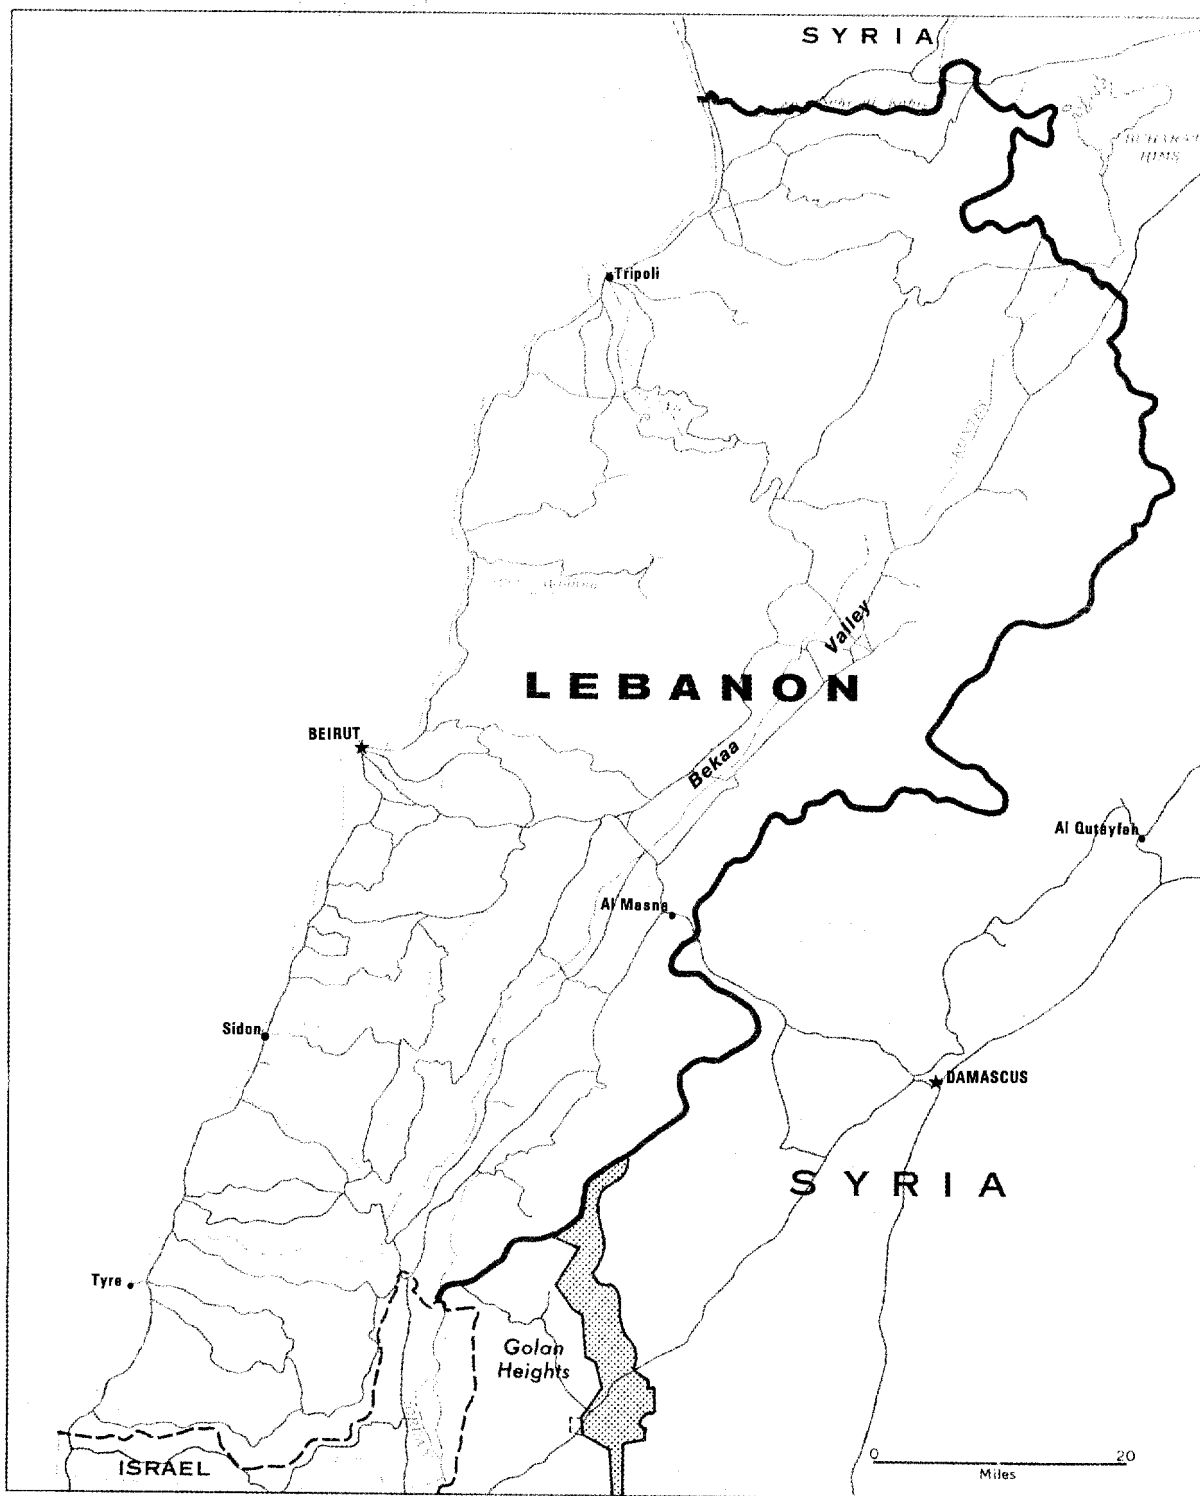 SYRIA
Tripoli
Valley
LEBANON
BEIRUT
Bekaa
Al Qutayfah
Al Masna
Sidon
DAMASCUS
SYRIA
Tyre
Golan
Heights
0 20
Miles
ISRAEL